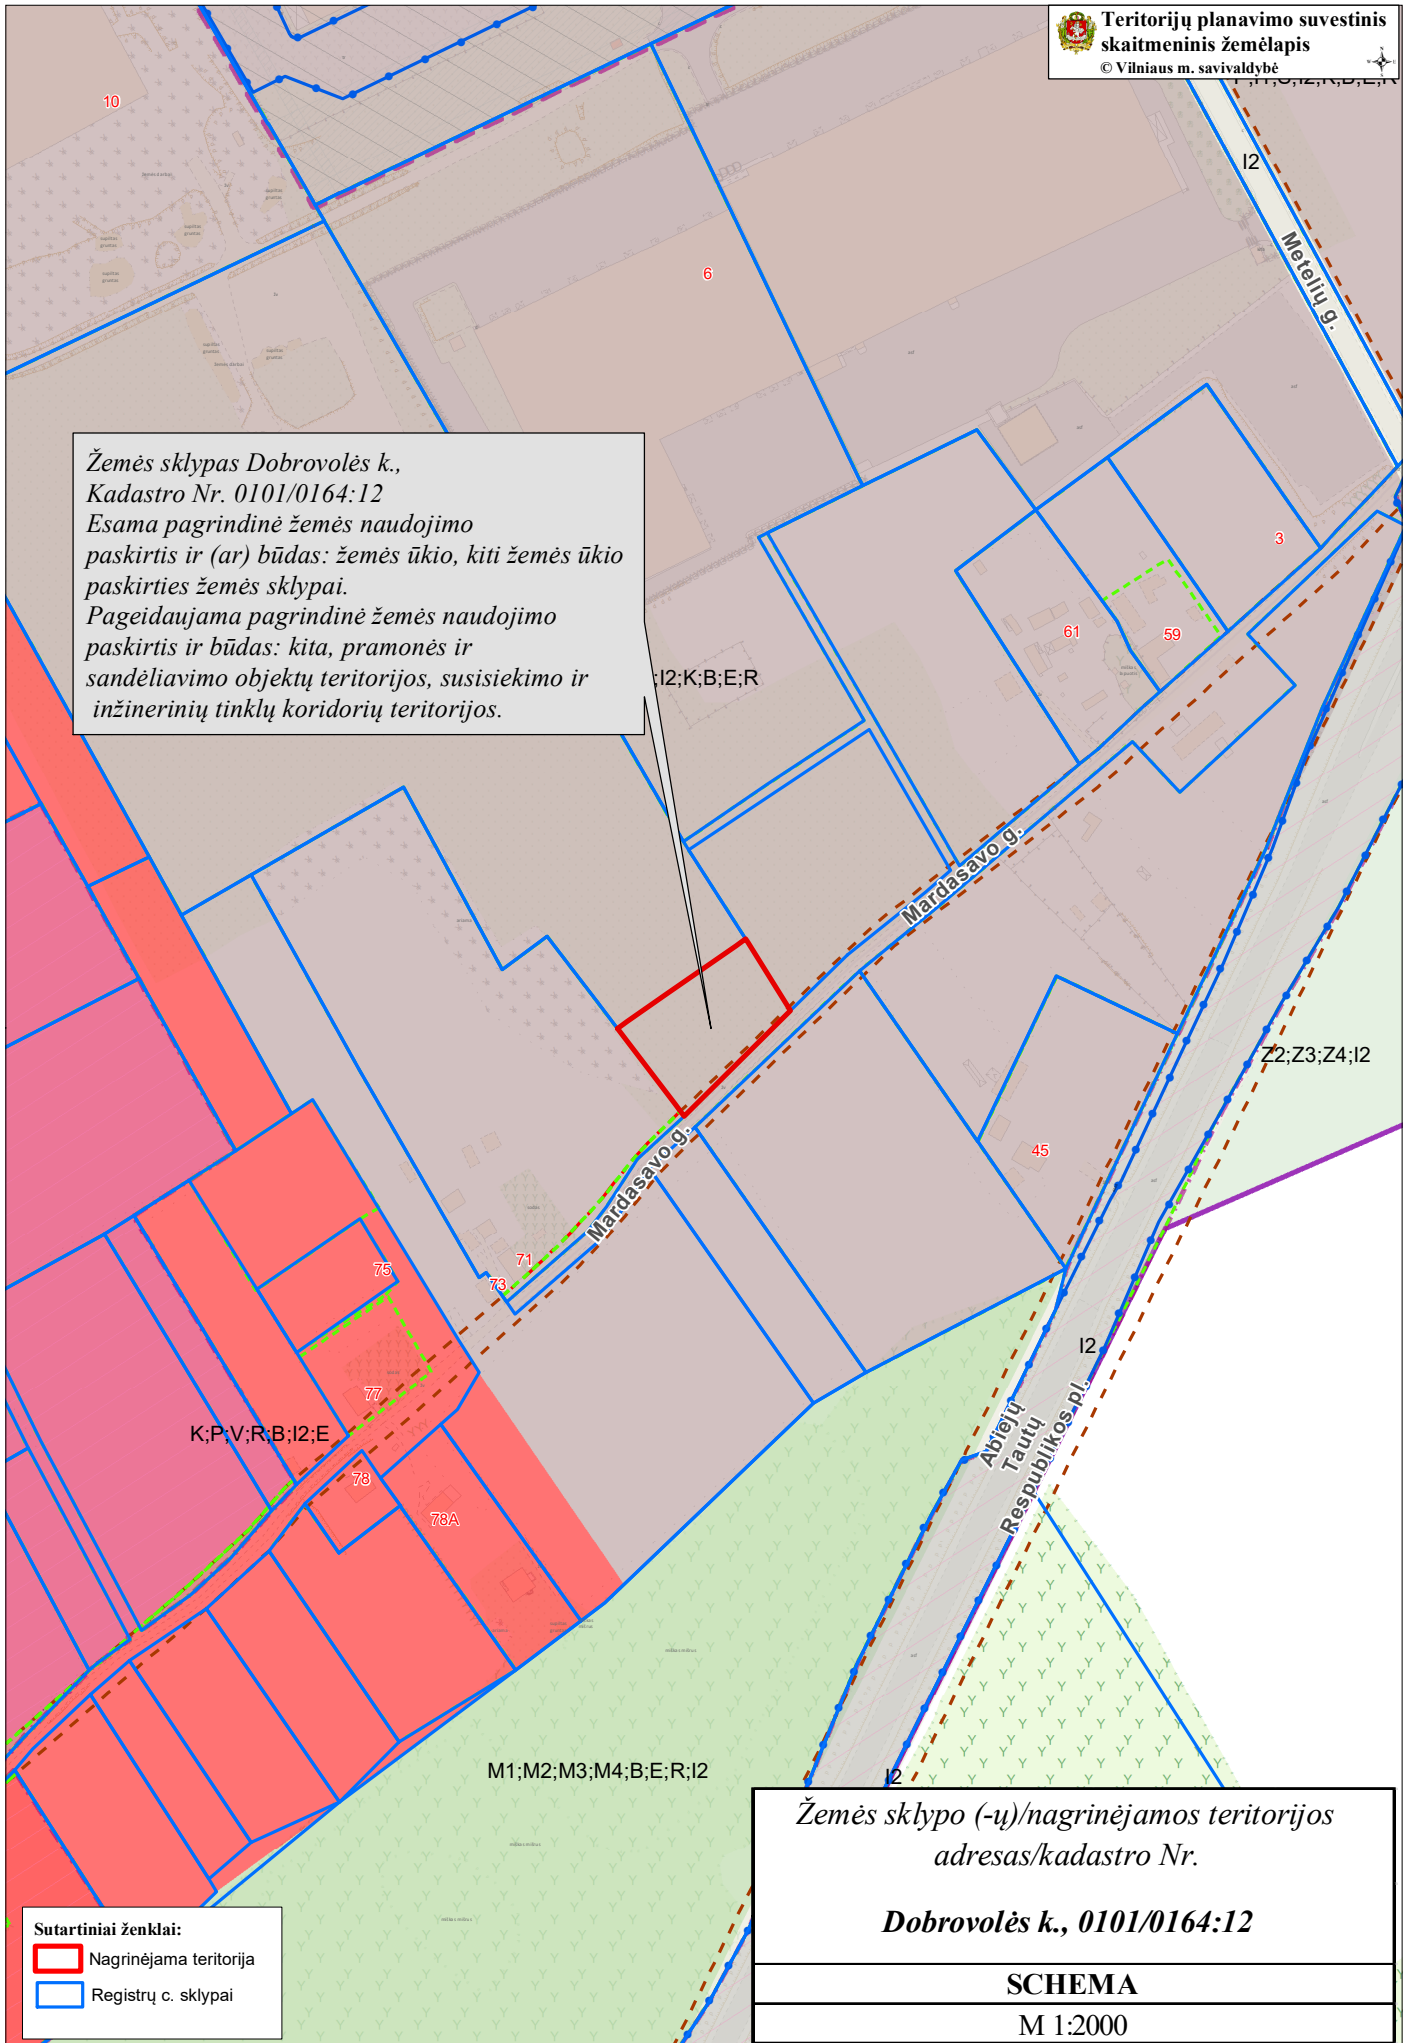 Teritorijų planavimo suvestinis
skaitmeninis žemėlapis
© Vilniaus m. savivaldybė
10
I2
Metelių g.
6
Žemės sklypas Dobrovolės k.,
Kadastro Nr. 0101/0164:12
Esama pagrindinė žemės naudojimo
paskirtis ir (ar) būdas: žemės ūkio, kiti žemės ūkio
paskirties žemės sklypai.
Pageidaujama pagrindinė žemės naudojimo
paskirtis ir būdas: kita, pramonės ir
sandėliavimo objektų teritorijos, susisiekimo ir
inžinerinių tinklų koridorių teritorijos.
3
61
59
;I2;K;B;E;R
Mardasavo g.
Z2;Z3;Z4;I2
45
Mardasavo g.
71
73
75
I2
77
K;P;V;R;B;I2;E
Abiejų
Tautų
Respublikos pl.
78
78A
M1;M2;M3;M4;B;E;R;I2
I2
Žemės sklypo (-ų)/nagrinėjamos teritorijos
adresas/kadastro Nr.
Dobrovolės k., 0101/0164:12
SCHEMA
M 1:2000
Sutartiniai ženklai:
Nagrinėjama teritorija
Registrų c. sklypai